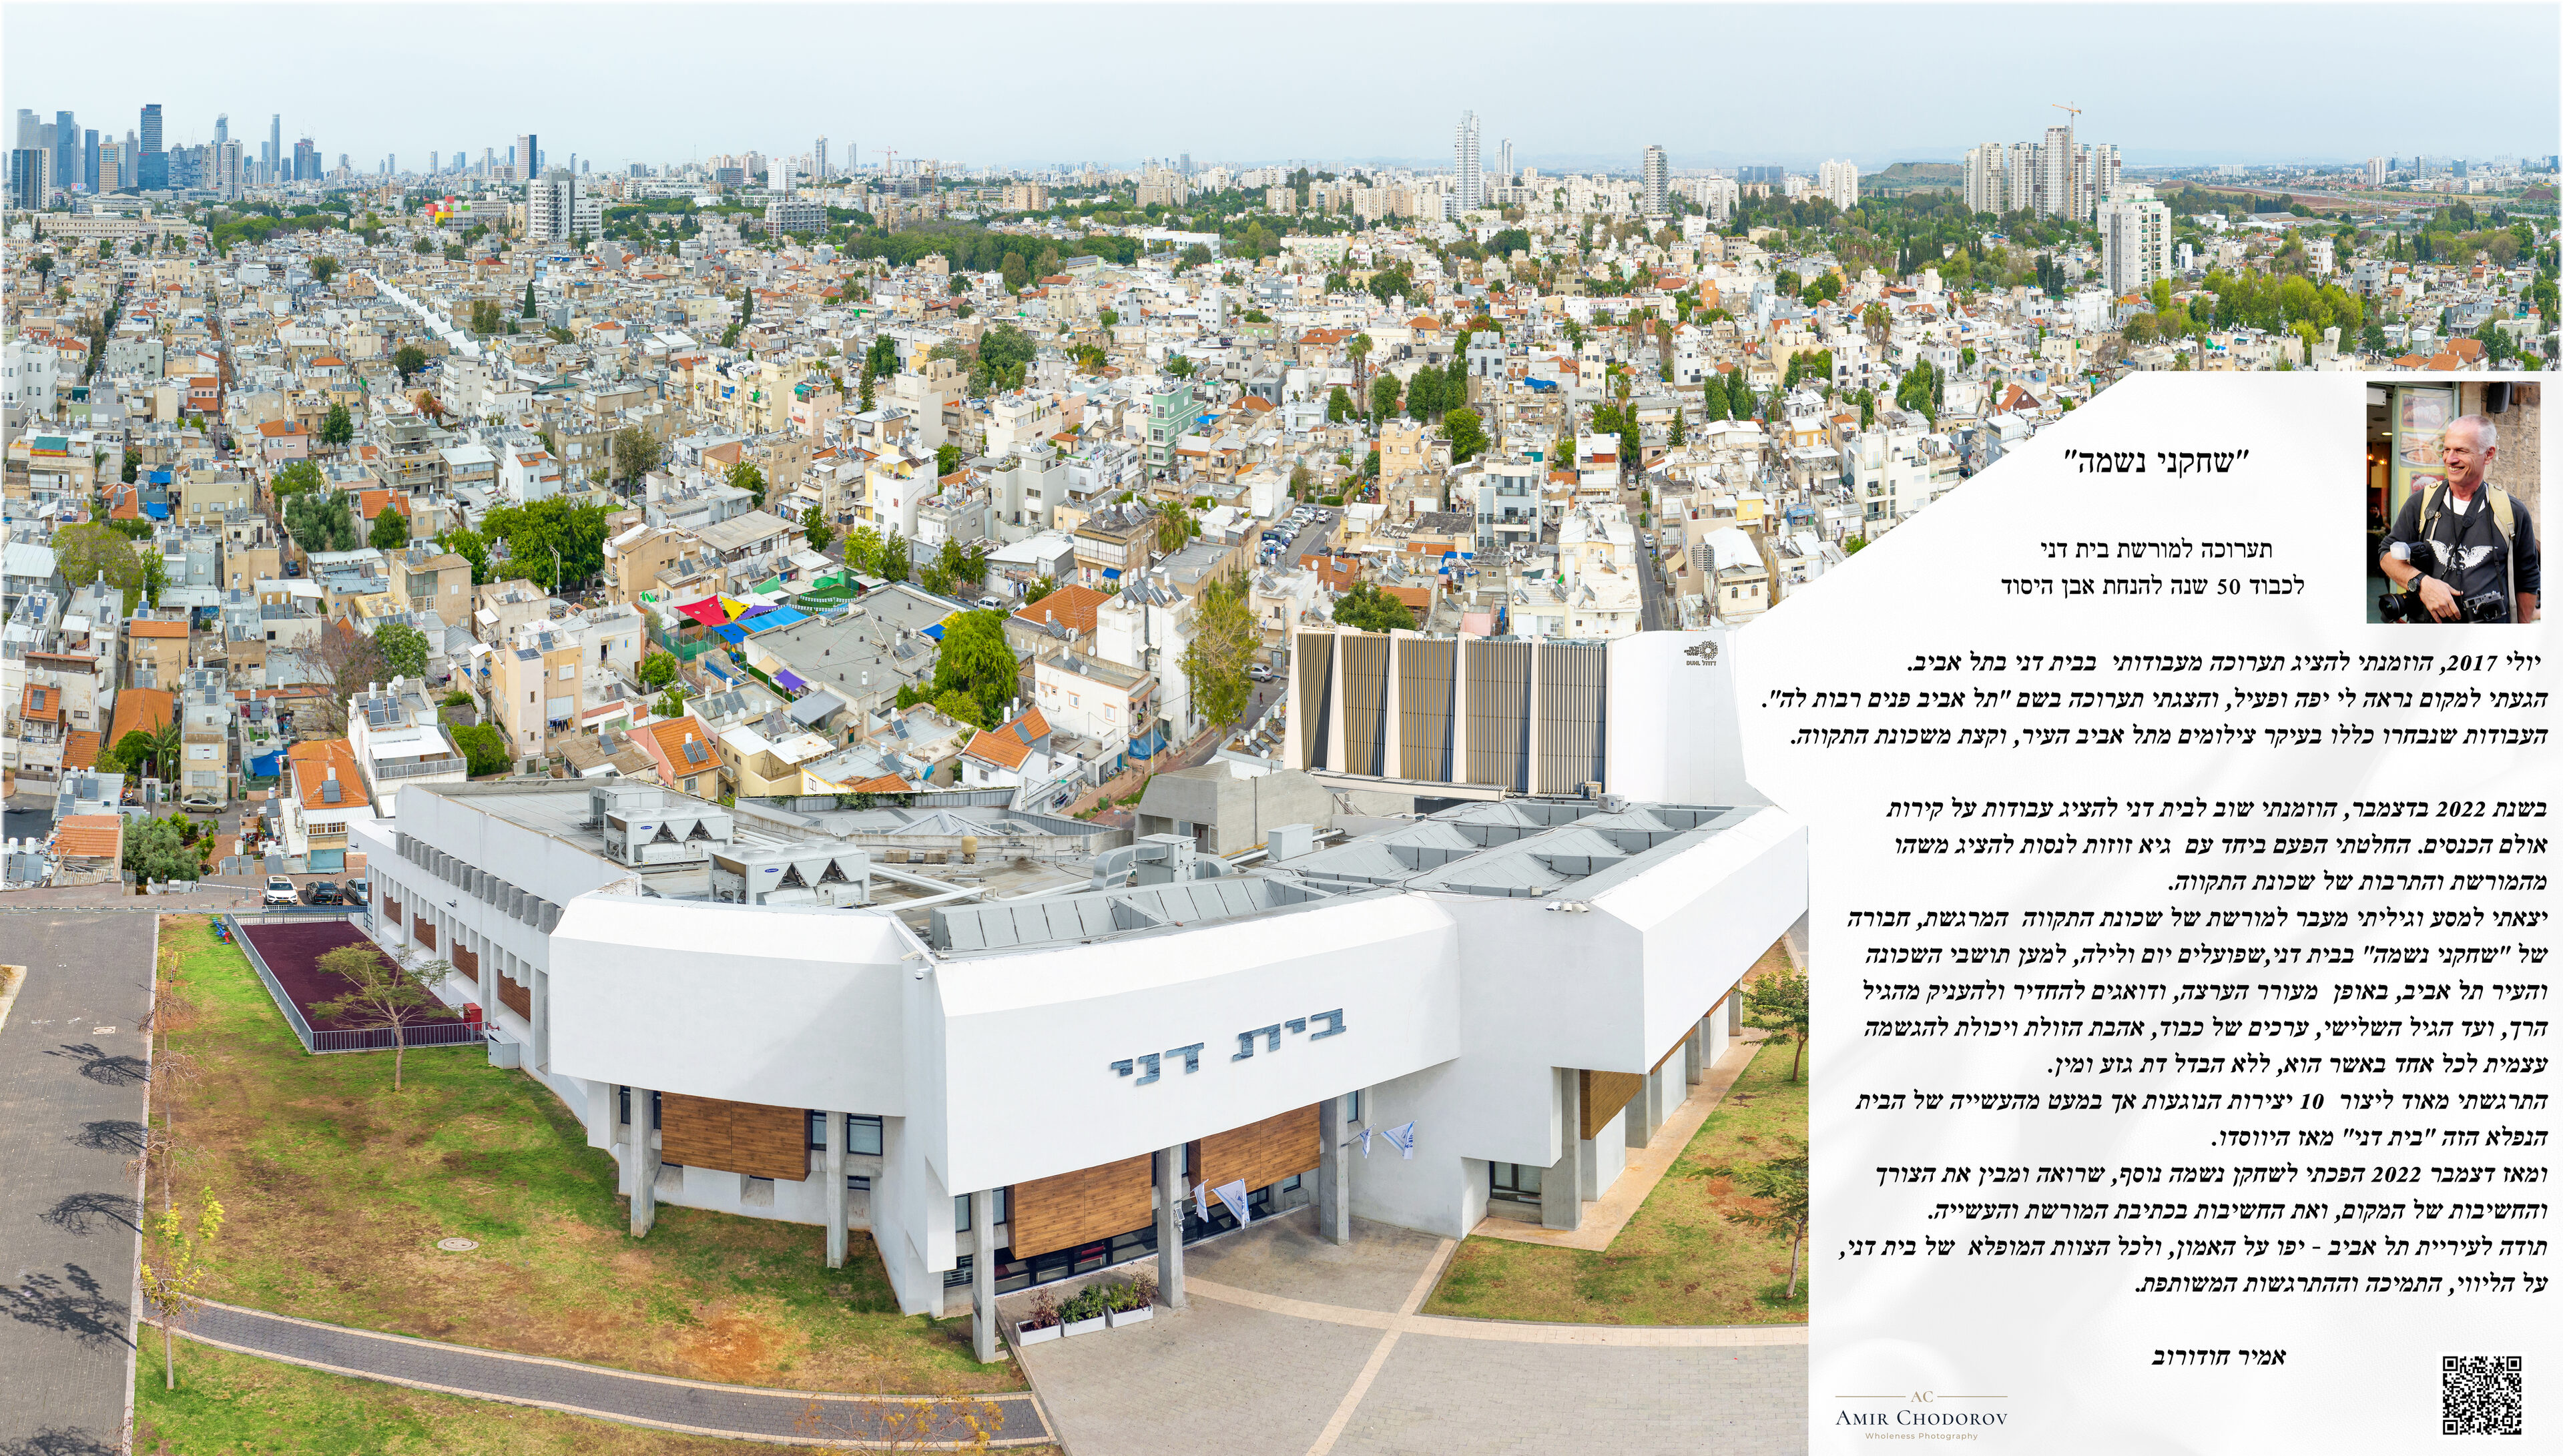 "שחקני נשמה"
תערוכה למורשת בית דני
לכבוד 50 שנה להנחת אבן היסוד
יולי 2017, הוזמנתי להציג תערוכה מעבודותי בבית דני בתל אביב.
הגעתי למקום נראה לי יפה ופעיל, והצגתי תערוכה בשם "תל אביב פנים רבות לה".
העבודות שנבחרו כללו בעיקר צילומים מתל אביב העיר, וקצת משכונת התקווה.
בשנת 2022 בדצמבר, הוזמנתי שוב לבית דני להציג עבודות על קירות
אולם הכנסים. החלטתי הפעם ביחד עם גיא זוזות לנסות להציג משהו
מהמורשת והתרבות של שכונת התקווה.
יצאתי למסע וגיליתי מעבר למורשת של שכונת התקווה המרגשת, חבורה
של "שחקני נשמה" בבית דני,שפועלים יום ולילה, למען תושבי השכונה
והעיר תל אביב, באופן מעורר הערצה, ודואגים להחדיר ולהעניק מהגיל
הרך, ועד הגיל השלישי, ערכים של כבוד, אהבת הזולת ויכולת להגשמה
עצמית לכל אחד באשר הוא, ללא הבדל דת גזע ומין.
התרגשתי מאוד ליצור 10 יצירות הנוגעות אך במעט מהעשייה של הבית
הנפלא הזה "בית דני" מאז היווסדו.
ומאז דצמבר 2022 הפכתי לשחקן נשמה נוסף, שרואה ומבין את הצורך
והחשיבות של המקום, ואת החשיבות בכתיבת המורשת והעשייה.
תודה לעיריית תל אביב - יפו על האמון, ולכל הצוות המופלא של בית דני,
על הליווי, התמיכה וההתרגשות המשותפת.
אמיר חודורוב
AC
AMIR CHODOROV
Wholeness Photography
בית דני